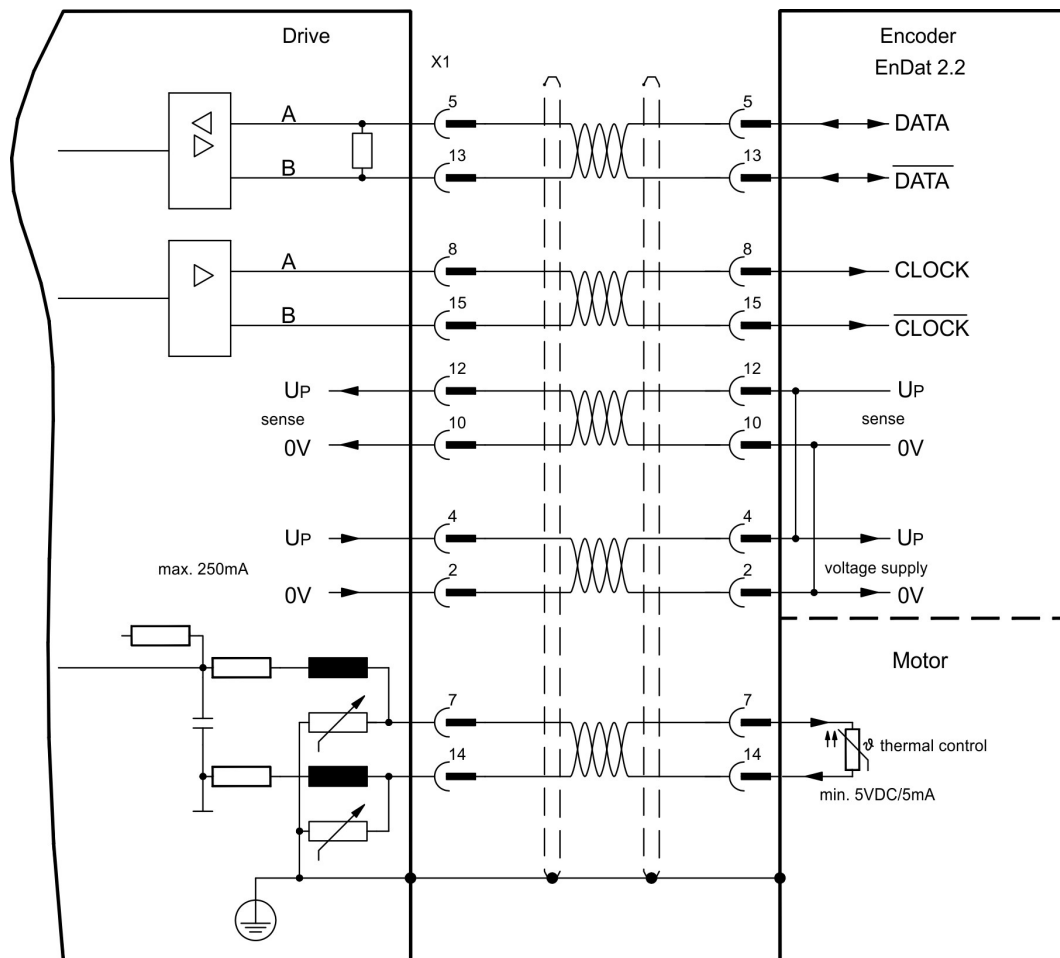 Drive
X1
Encoder
EnDat 2.2
A 5 5 DATA
B 13 13 DATA
A 8 8 CLOCK
B 15 15 CLOCK
UP 12 12 UP
sense sense
0V 10 10 0V
UP 4 4 UP
max. 250mA voltage supply
0V 2 2 0V
Motor
7 7
ϑ thermal control
14 14
min. 5VDC/5mA